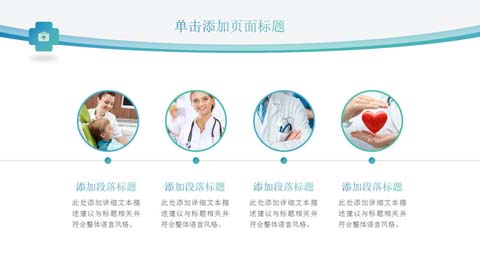 单击添加页面标题
添加段落标题
此处添加详细文本描
述建议与标题相关并
符合整体语言风格。
添加段落标题
此处添加详细文本描
述建议与标题相关并
符合整体语言风格。
添加段落标题
此处添加详细文本描
述建议与标题相关并
符合整体语言风格。
添加段落标题
此处添加详细文本描
述建议与标题相关并
符合整体语言风格。